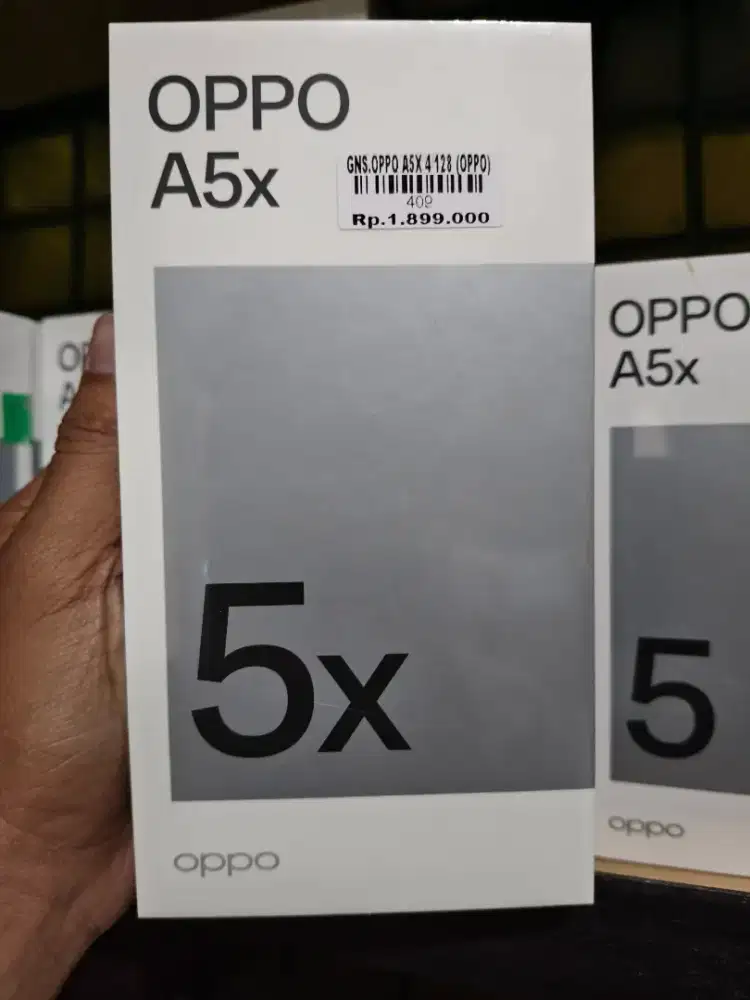 OPPO
A5x
GNS.OPPO A5X 4 128 (OPPO)
409
Rp.1.899.000
5x
oppo
OPPO
A5x
5
oppo